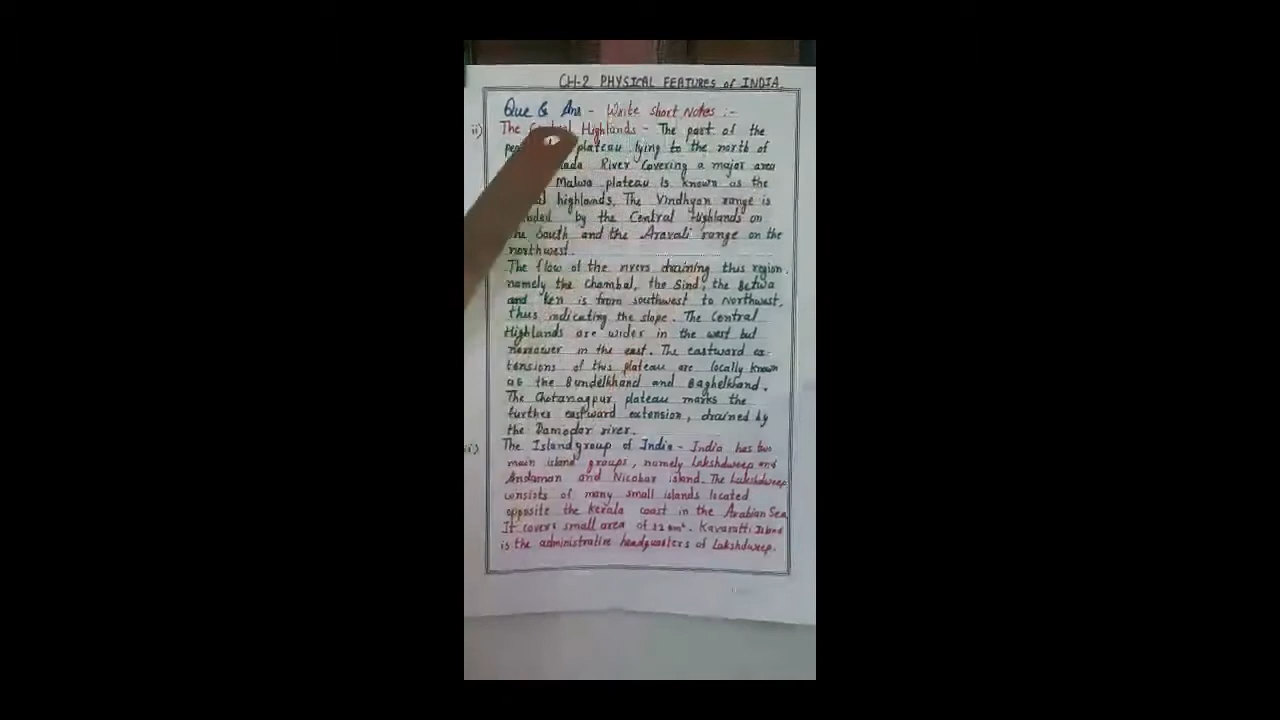 CH-2 PHYSICAL FEATURES of INDIA
Que & Ans - Write Short Notes :-
ii) The Central Highlands - The part of the
plateau lying to the north of
River covering a major area
Malwa plateau is known as the
highlands. The Vindhyan range is
by the Central Highlands on
the South and the Aravali range on the
northwest.
The flow of the rivers draining this region,
namely the Chambal, the Sind, the Betwa
and Ken is from southwest to Northwest,
thus indicating the slope. The Central
Highlands are wider in the west but
narrower in the east. The eastward ex-
tensions of this plateau are locally known
as the Bundelkhand and Baghelkhand.
The Chotanagpur plateau marks the
further eastward extension, drained by
the Damodar river.
The Island group of India - India has two
main island groups, namely Lakshdweep and
Andaman and Nicobar island. The Lakshdweep
consists of many small islands located
opposite the Kerala coast in the Arabian Sea.
It covers small area of 32 km². Kavaratti Island
is the administrative headquarters of Lakshdweep.